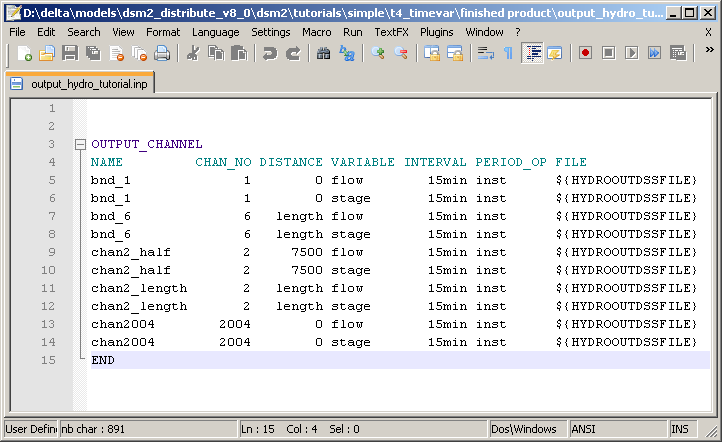 D:\delta\models\dsm2_distribute_v8_0\dsm2\tutorials\simple\t4_timevar\finished product\output_hydro_tu...
File Edit Search View Format Language Settings Macro Run TextFX Plugins Window ? X
output_hydro_tutorial.inp
1
2
3 OUTPUT_CHANNEL
4 NAME CHAN_NO DISTANCE VARIABLE INTERVAL PERIOD_OP FILE
5 bnd_1 1 0 flow 15min inst ${HYDROOUTDSSFILE}
6 bnd_1 1 0 stage 15min inst ${HYDROOUTDSSFILE}
7 bnd_6 6 length flow 15min inst ${HYDROOUTDSSFILE}
8 bnd_6 6 length stage 15min inst ${HYDROOUTDSSFILE}
9 chan2_half 2 7500 flow 15min inst ${HYDROOUTDSSFILE}
10 chan2_half 2 7500 stage 15min inst ${HYDROOUTDSSFILE}
11 chan2_length 2 length flow 15min inst ${HYDROOUTDSSFILE}
12 chan2_length 2 length stage 15min inst ${HYDROOUTDSSFILE}
13 chan2004 2004 0 flow 15min inst ${HYDROOUTDSSFILE}
14 chan2004 2004 0 stage 15min inst ${HYDROOUTDSSFILE}
15 END
User Define nb char : 891 Ln : 15 Col : 4 Sel : 0 Dos\Windows ANSI INS